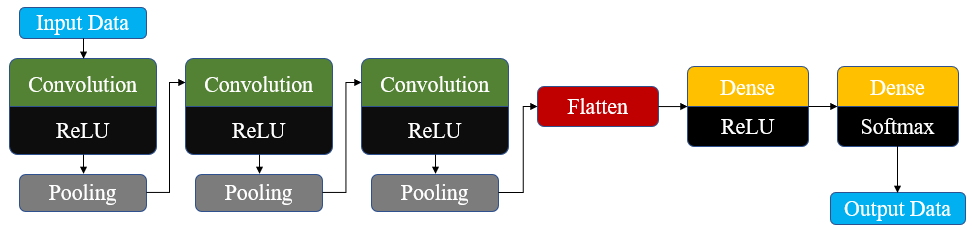 Input Data
Convolution
ReLU
Pooling
Convolution
ReLU
Pooling
Convolution
ReLU
Pooling
Flatten
Dense
ReLU
Dense
Softmax
Output Data